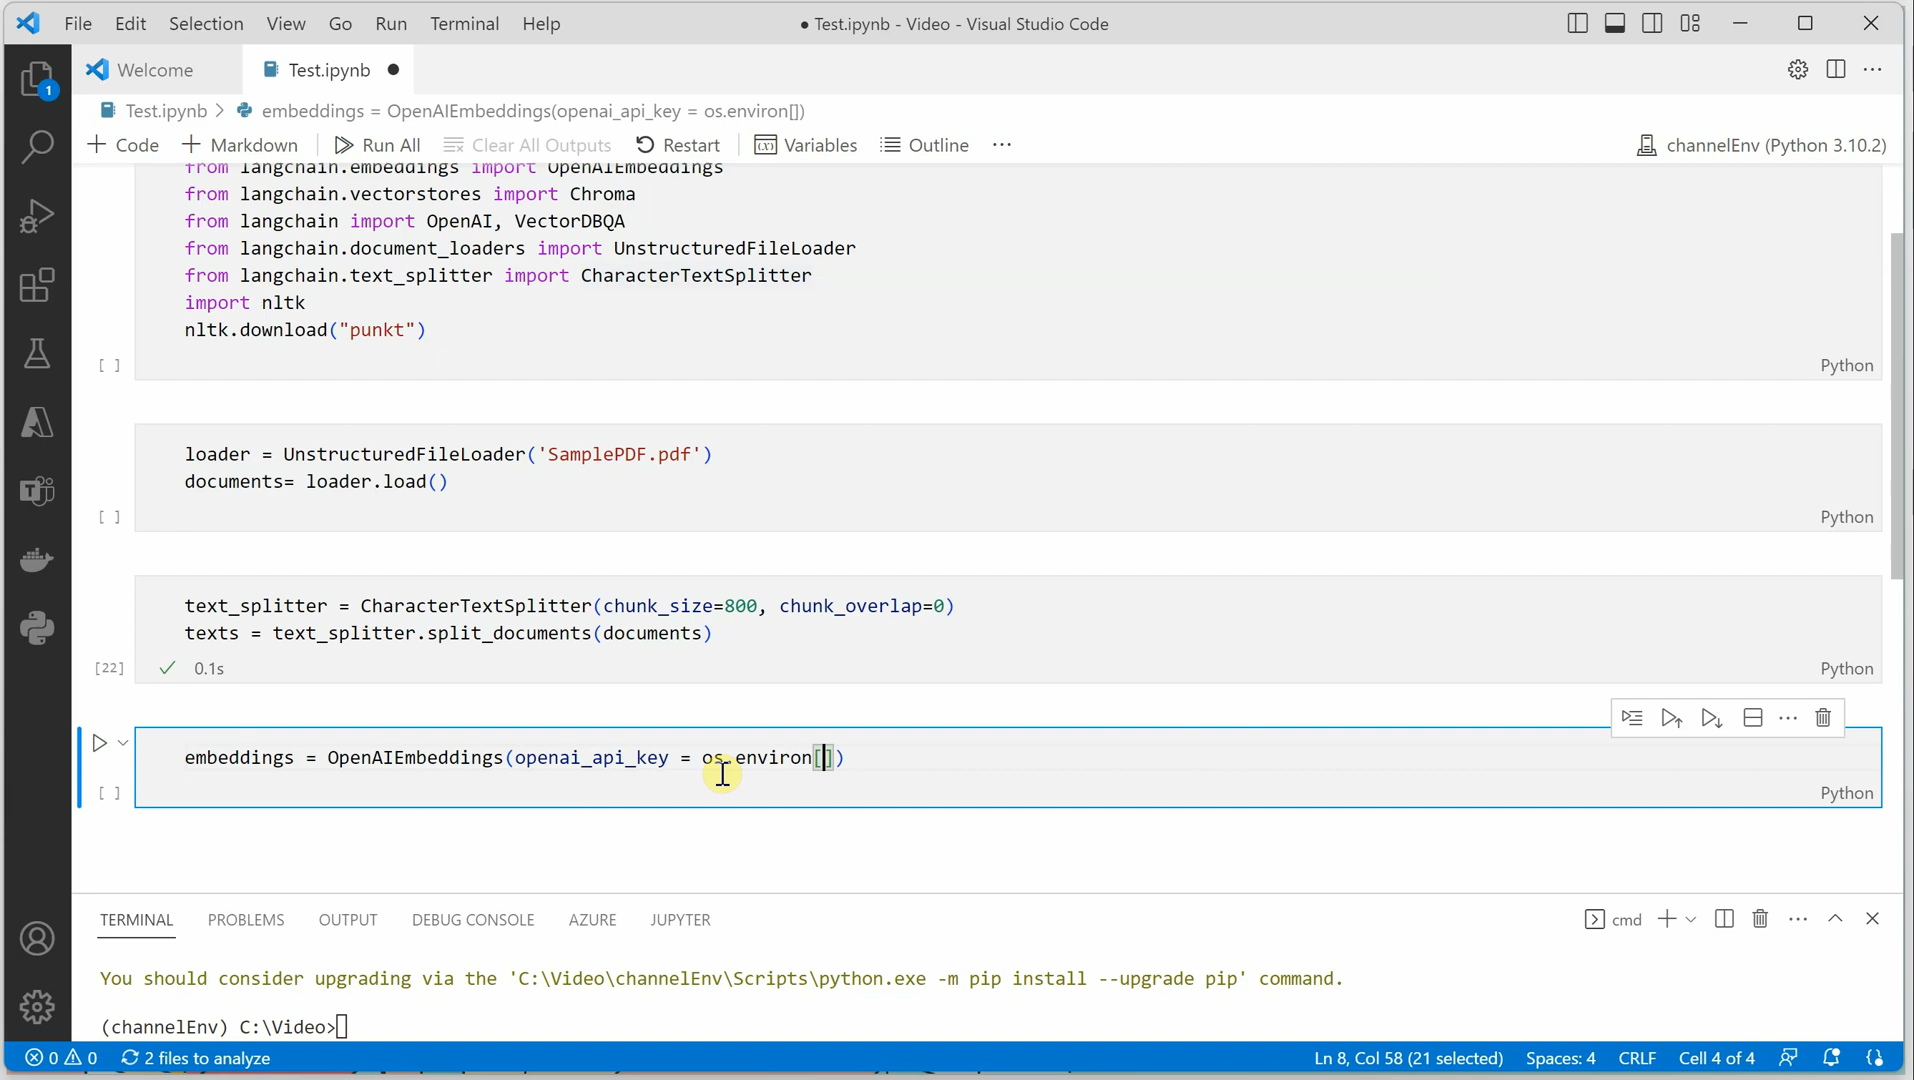 File Edit Selection View Go Run Terminal Help
● Test.ipynb - Video - Visual Studio Code
1
Welcome
Test.ipynb ●
Test.ipynb > embeddings = OpenAIEmbeddings(openai_api_key = os.environ[])
+ Code + Markdown Run All Clear All Outputs Restart Variables Outline ···
channelEnv (Python 3.10.2)
from langchain.embeddings import OpenAIEmbeddings
from langchain.vectorstores import Chroma
from langchain import OpenAI, VectorDBQA
from langchain.document_loaders import UnstructuredFileLoader
from langchain.text_splitter import CharacterTextSplitter
import nltk
nltk.download("punkt")
[ ]
Python
loader = UnstructuredFileLoader('SamplePDF.pdf')
documents= loader.load()
[ ]
Python
text_splitter = CharacterTextSplitter(chunk_size=800, chunk_overlap=0)
texts = text_splitter.split_documents(documents)
[22] ✓ 0.1s
Python
embeddings = OpenAIEmbeddings(openai_api_key = os.environ[])
[ ]
Python
TERMINAL PROBLEMS OUTPUT DEBUG CONSOLE AZURE JUPYTER
cmd
You should consider upgrading via the 'C:\Video\channelEnv\Scripts\python.exe -m pip install --upgrade pip' command.
(channelEnv) C:\Video>
0 0 2 files to analyze
Ln 8, Col 58 (21 selected) Spaces: 4 CRLF Cell 4 of 4